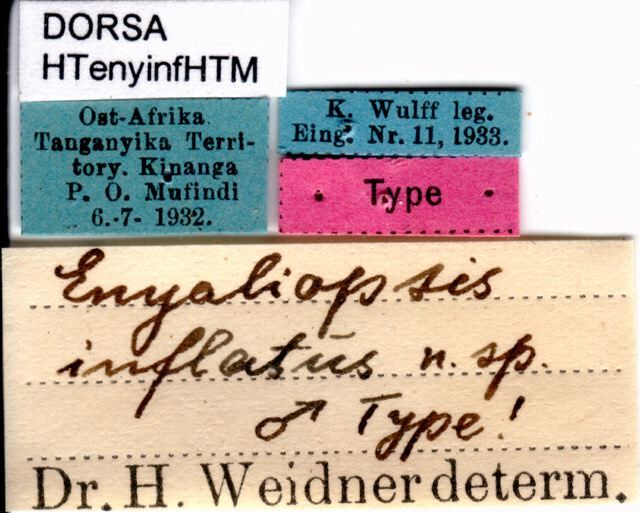 DORSA
HTenyinfHTM
Ost-Afrika
Tanganyika Terri-
tory. Kinanga
P. O. Mufindi
6.-7- 1932.
K. Wulff leg.
Eing. Nr. 11, 1933.
Type
Enyaliopsis
inflatus n. sp.
♂ Type!
Dr. H. Weidner determ.